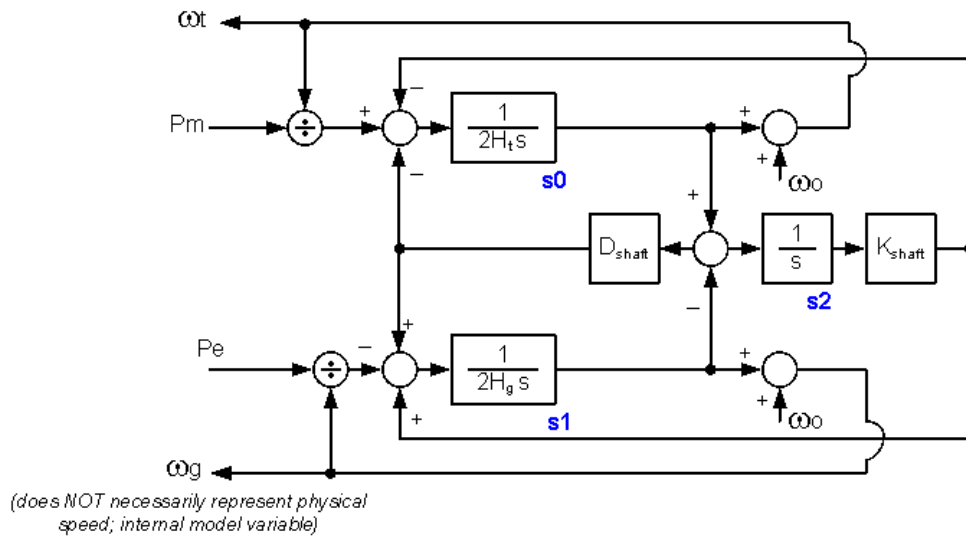 ωt
Pm
÷
+
−
−
1
2Hₜs
s0
+
+
ωo
+
−
Dshaft
1
s
s2
Kshaft
Pe
÷
−
+
+
1
2Hg s
s1
+
+
ωo
ωg
(does NOT necessarily represent physical
speed; internal model variable)